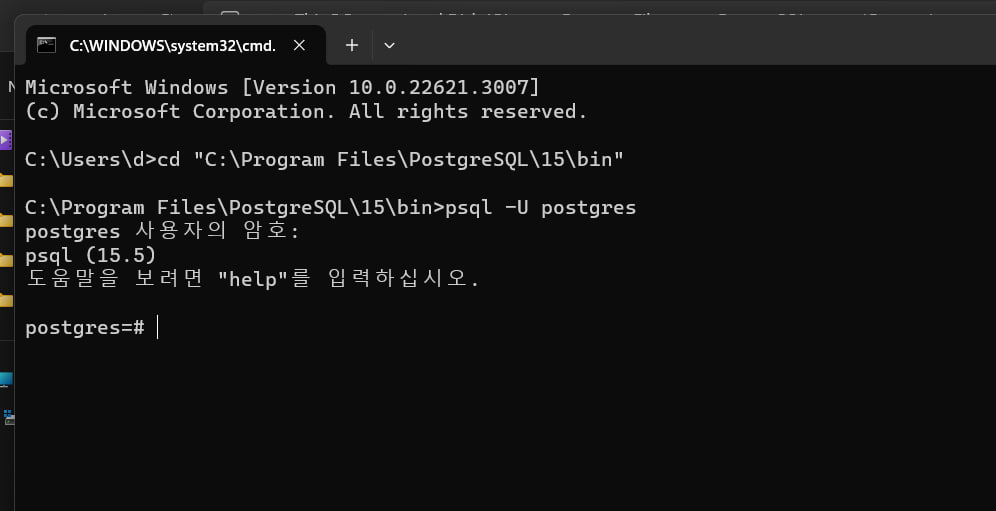 C:\WINDOWS\system32\cmd.
Microsoft Windows [Version 10.0.22621.3007]
(c) Microsoft Corporation. All rights reserved.
C:\Users\d>cd "C:\Program Files\PostgreSQL\15\bin"
C:\Program Files\PostgreSQL\15\bin>psql -U postgres
postgres 사용자의 암호:
psql (15.5)
도움말을 보려면 "help"를 입력하십시오.
postgres=#